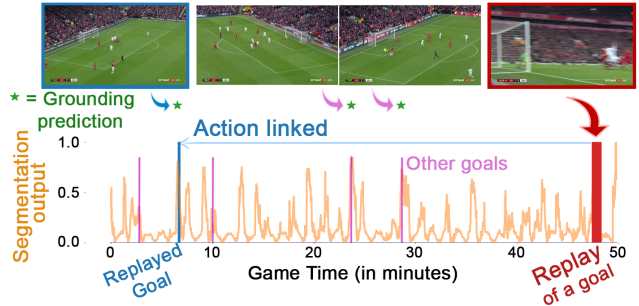 ★ = Grounding
prediction
Action linked
Segmentation
output
1.0
0.5
0.0
Other goals
0
10
20
30
40
50
Replayed
Goal
Game Time (in minutes)
Replay
of a goal